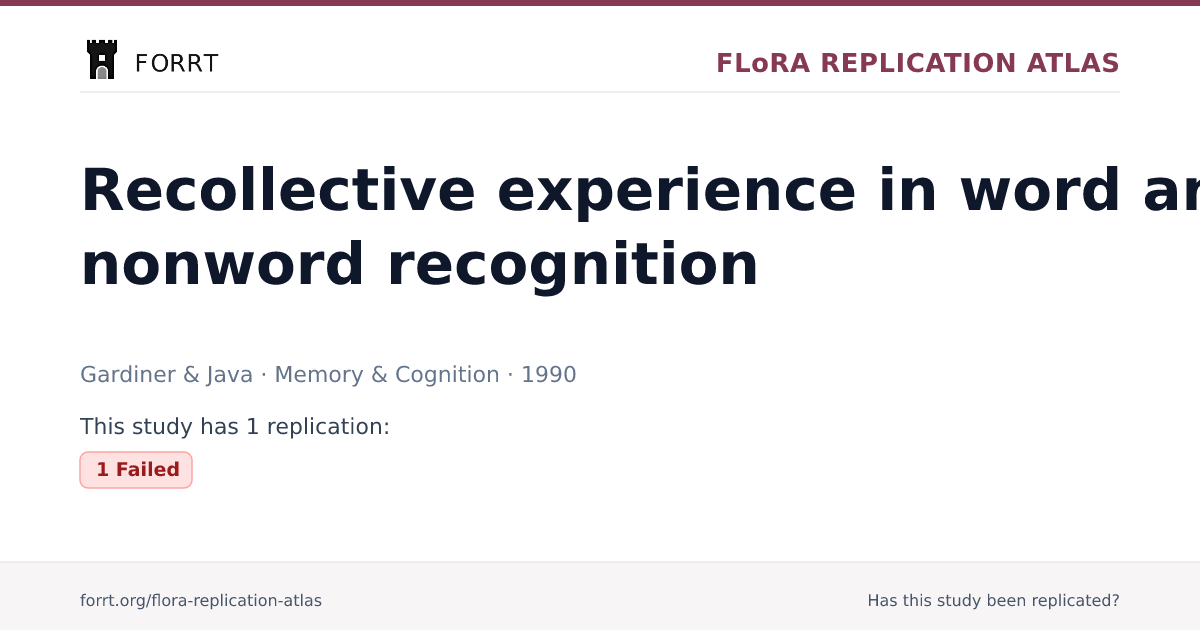 FORRT
FLoRA REPLICATION ATLAS
Recollective experience in word
nonword recognition
Gardiner & Java · Memory & Cognition · 1990
This study has 1 replication:
1 Failed
forrt.org/flora-replication-atlas
Has this study been replicated?